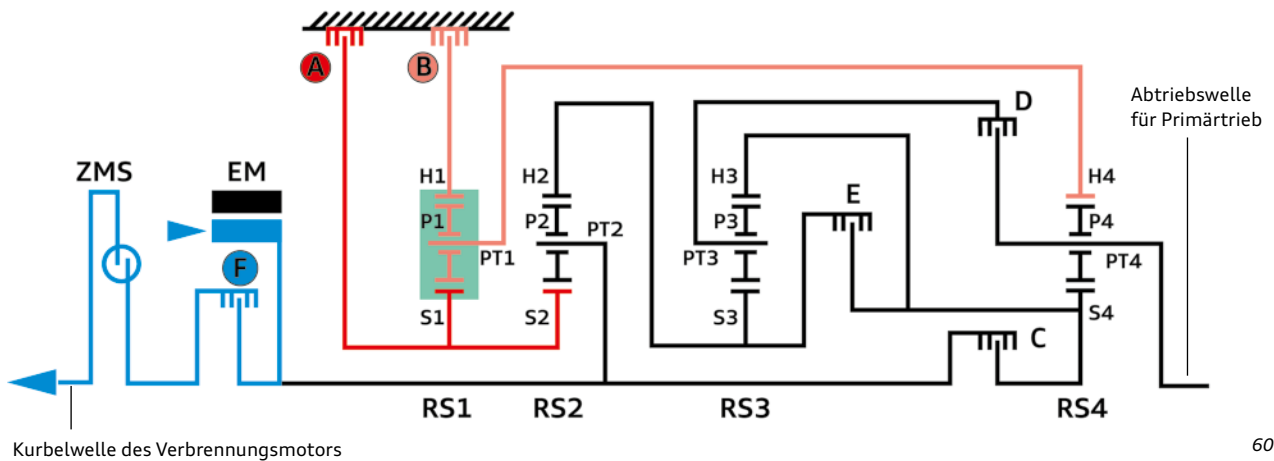 A
B
D
Abtriebswelle
für Primärtrieb
ZMS
EM
H1
H2
H3
H4
E
P1
P2
P3
P4
PT2
PT1
PT3
PT4
F
S1
S2
S3
S4
C
RS1
RS2
RS3
RS4
Kurbelwelle des Verbrennungsmotors
60